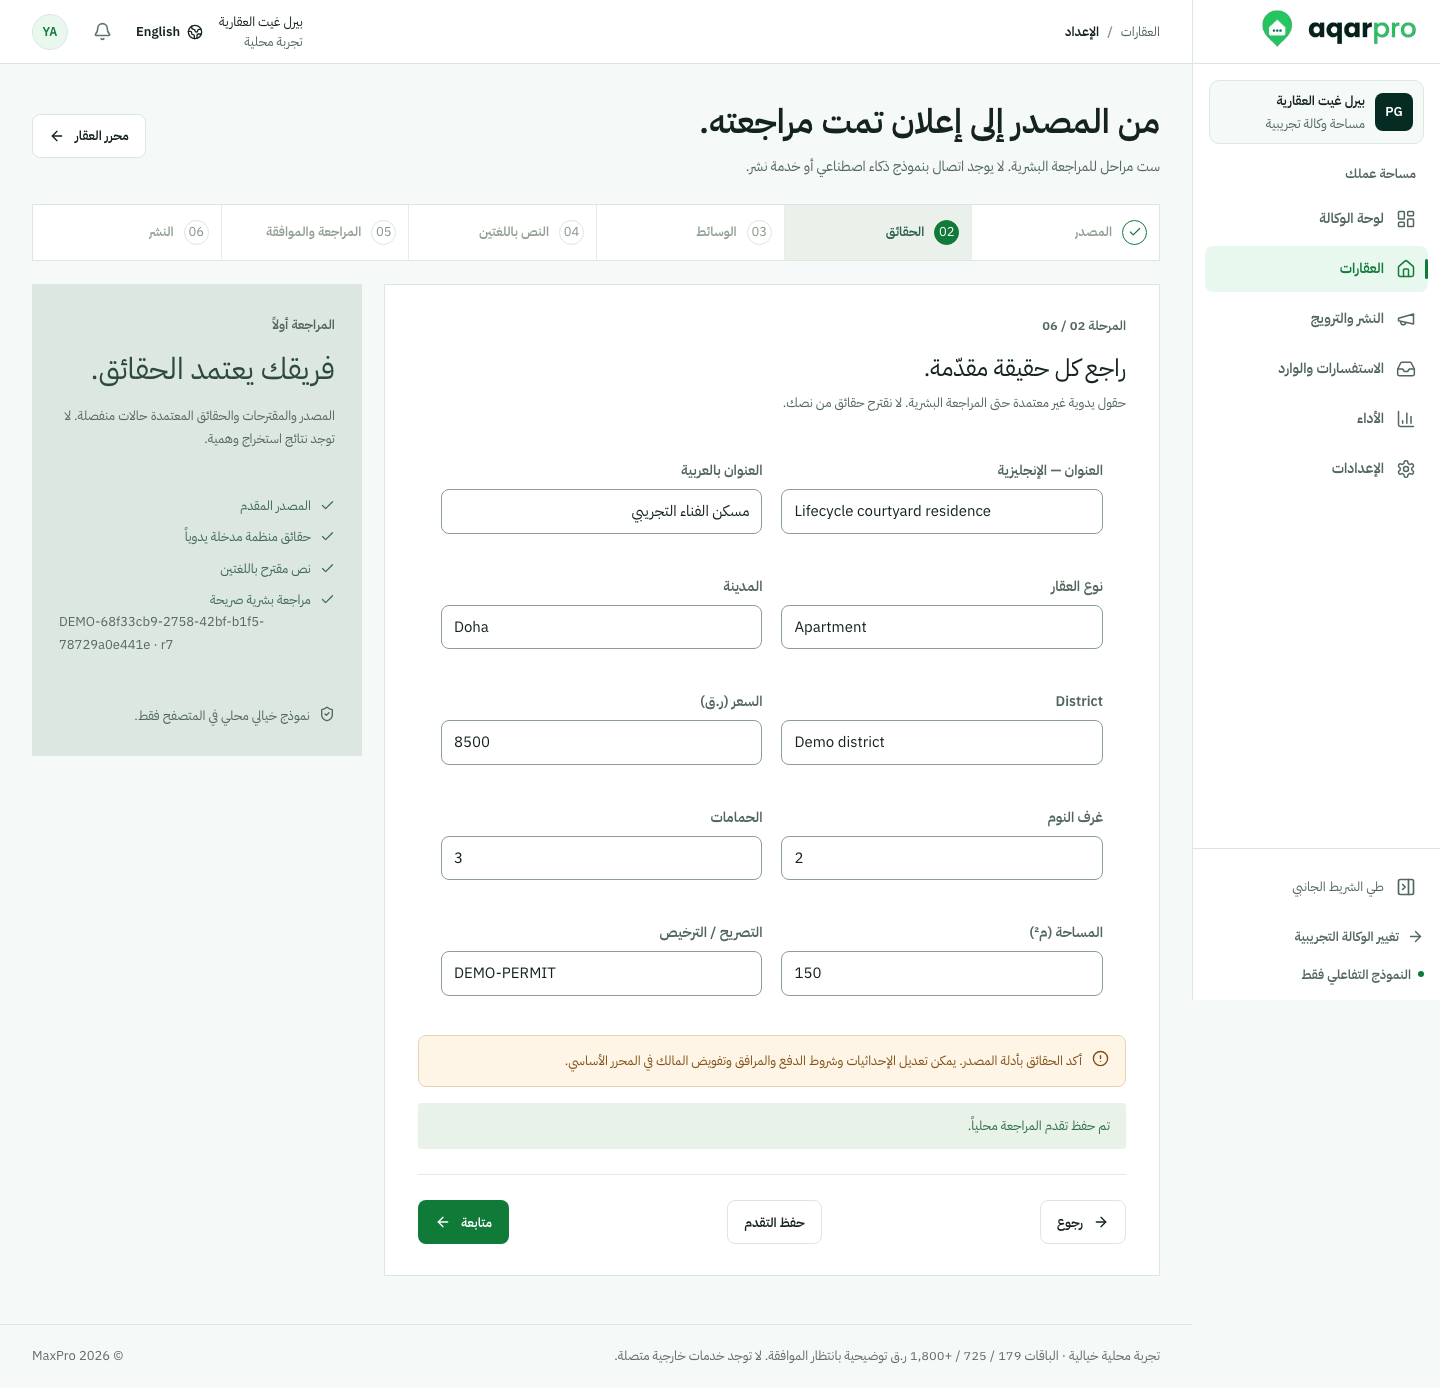 aqarpro
PG
بيرل غيت العقارية
مساحة وكالة تجريبية
مساحة عملك
لوحة الوكالة
العقارات
النشر والترويج
الاستفسارات والوارد
الأداء
الإعدادات
طي الشريط الجانبي
تغيير الوكالة التجريبية
النموذج التفاعلي فقط
العقارات / الإعداد
بيرل غيت العقارية
تجربة محلية
English
YA
من المصدر إلى إعلان تمت مراجعته.
ست مراحل للمراجعة البشرية. لا يوجد اتصال بنموذج ذكاء اصطناعي أو خدمة نشر.
محرر العقار
المصدر
02 الحقائق
03 الوسائط
04 النص باللغتين
05 المراجعة والموافقة
06 النشر
المرحلة 02 / 06
راجع كل حقيقة مقدّمة.
حقول يدوية غير معتمدة حتى المراجعة البشرية. لا نقترح حقائق من نصك.
العنوان — الإنجليزية
Lifecycle courtyard residence
العنوان بالعربية
مسكن الفناء التجريبي
نوع العقار
Apartment
المدينة
Doha
District
Demo district
السعر (ر.ق)
8500
غرف النوم
2
الحمامات
3
المساحة (م²)
150
التصريح / الترخيص
DEMO-PERMIT
أكد الحقائق بأدلة المصدر. يمكن تعديل الإحداثيات وشروط الدفع والمرافق وتفويض المالك في المحرر الأساسي.
تم حفظ تقدم المراجعة محلياً.
رجوع
حفظ التقدم
متابعة
المراجعة أولاً
فريقك يعتمد الحقائق.
المصدر والمقترحات والحقائق المعتمدة حالات منفصلة. لا
توجد نتائج استخراج وهمية.
المصدر المقدم
حقائق منظمة مدخلة يدوياً
نص مقترح باللغتين
مراجعة بشرية صريحة
DEMO-68f33cb9-2758-42bf-b1f5-
78729a0e441e · r7
نموذج خيالي محلي في المتصفح فقط.
تجربة محلية خيالية · الباقات 179 / 725 / +1,800 ر.ق توضيحية بانتظار الموافقة. لا توجد خدمات خارجية متصلة.
© 2026 MaxPro